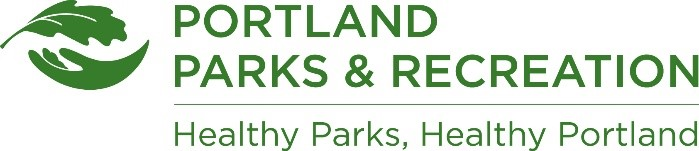 PORTLAND
PARKS & RECREATION
Healthy Parks, Healthy Portland